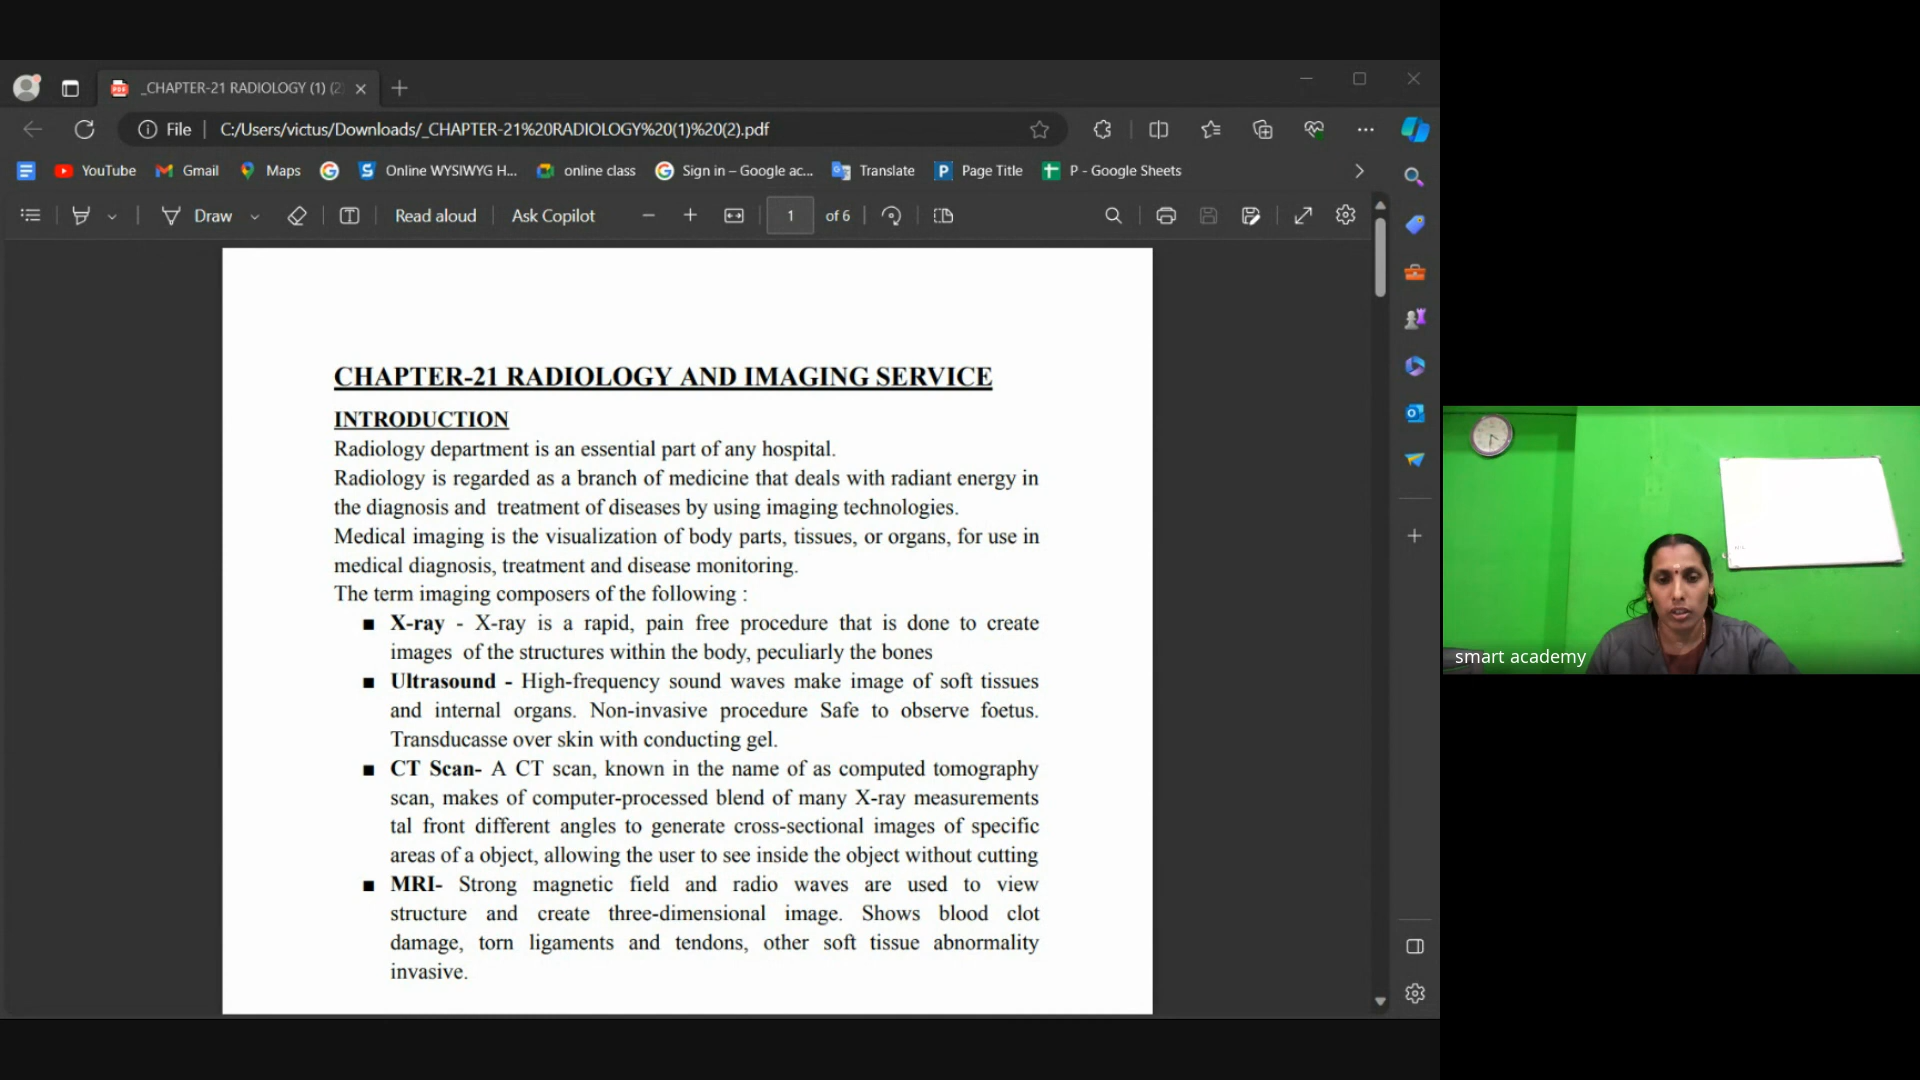 _CHAPTER-21 RADIOLOGY (1) (2)
File
C:/Users/victus/Downloads/_CHAPTER-21%20RADIOLOGY%20(1)%20(2).pdf
YouTube Gmail Maps Online WYSIWYG H... online class Sign in – Google ac... Translate Page Title P - Google Sheets
Draw Read aloud Ask Copilot 1 of 6
CHAPTER-21 RADIOLOGY AND IMAGING SERVICE
INTRODUCTION
Radiology department is an essential part of any hospital.
Radiology is regarded as a branch of medicine that deals with radiant energy in
the diagnosis and treatment of diseases by using imaging technologies.
Medical imaging is the visualization of body parts, tissues, or organs, for use in
medical diagnosis, treatment and disease monitoring.
The term imaging composers of the following :
■ X-ray - X-ray is a rapid, pain free procedure that is done to create
images of the structures within the body, peculiarly the bones
■ Ultrasound - High-frequency sound waves make image of soft tissues
and internal organs. Non-invasive procedure Safe to observe foetus.
Transducasse over skin with conducting gel.
■ CT Scan- A CT scan, known in the name of as computed tomography
scan, makes of computer-processed blend of many X-ray measurements
tal front different angles to generate cross-sectional images of specific
areas of a object, allowing the user to see inside the object without cutting
■ MRI- Strong magnetic field and radio waves are used to view
structure and create three-dimensional image. Shows blood clot
damage, torn ligaments and tendons, other soft tissue abnormality
invasive.
smart academy